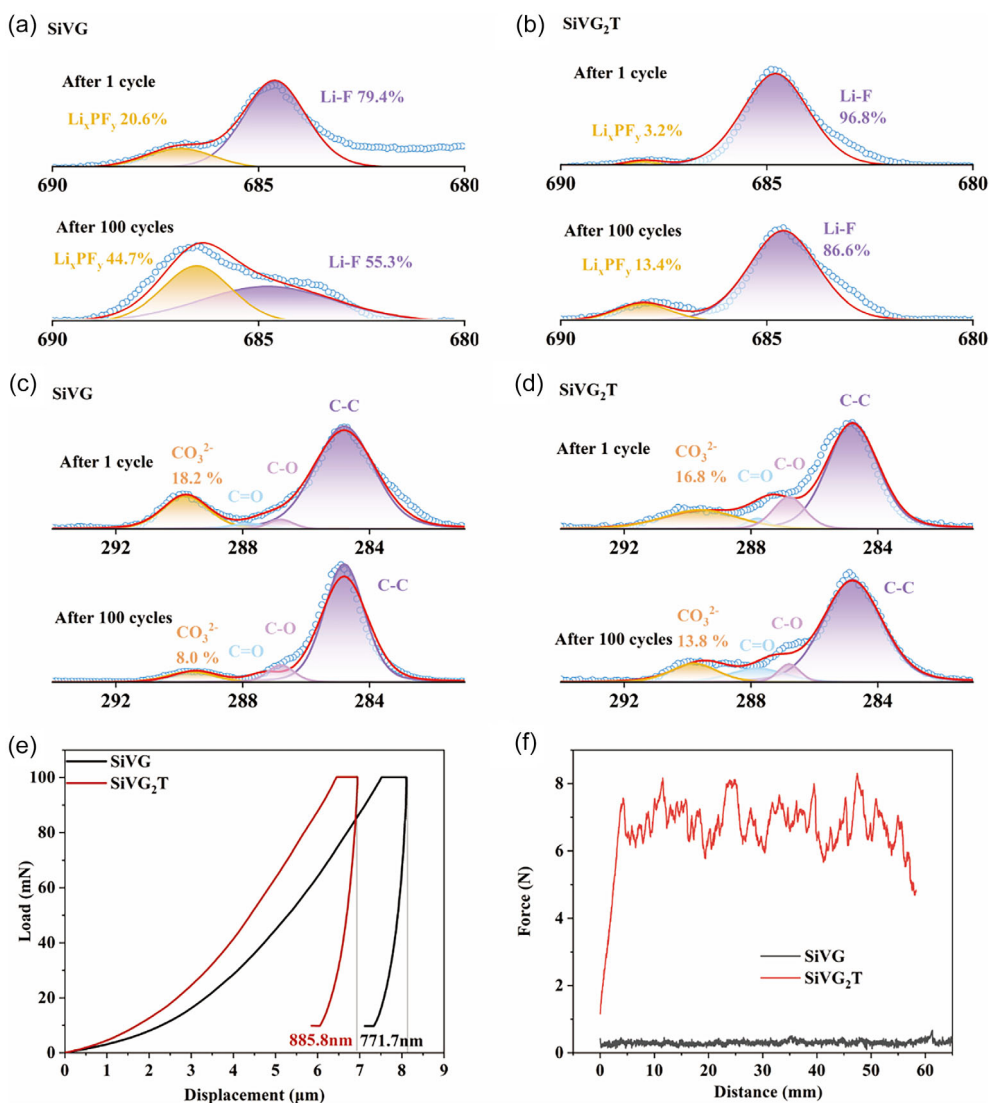 (a)
SiVG
After 1 cycle
LixPFy 20.6%
Li-F 79.4%
690
685
680
After 100 cycles
LixPFy 44.7%
Li-F 55.3%
690
685
680
(b)
SiVG2T
After 1 cycle
LixPFy 3.2%
Li-F
96.8%
690
685
680
After 100 cycles
LixPFy 13.4%
Li-F
86.6%
690
685
680
(c)
SiVG
C-C
After 1 cycle
CO3 2-
18.2 %
C=O
C-O
292
288
284
After 100 cycles
CO3 2-
8.0 %
C=O
C-O
C-C
292
288
284
(d)
SiVG2T
C-C
After 1 cycle
CO3 2-
16.8 %
C=O
C-O
292
288
284
After 100 cycles
CO3 2-
13.8 %
C=O
C-O
C-C
292
288
284
(e)
SiVG
SiVG2T
100
80
60
40
20
10
0
885.8nm
771.7nm
0 1 2 3 4 5 6 7 8 9
Load (mN)
Displacement (μm)
(f)
8
6
4
2
0
SiVG
SiVG2T
0 10 20 30 40 50 60
Force (N)
Distance (mm)